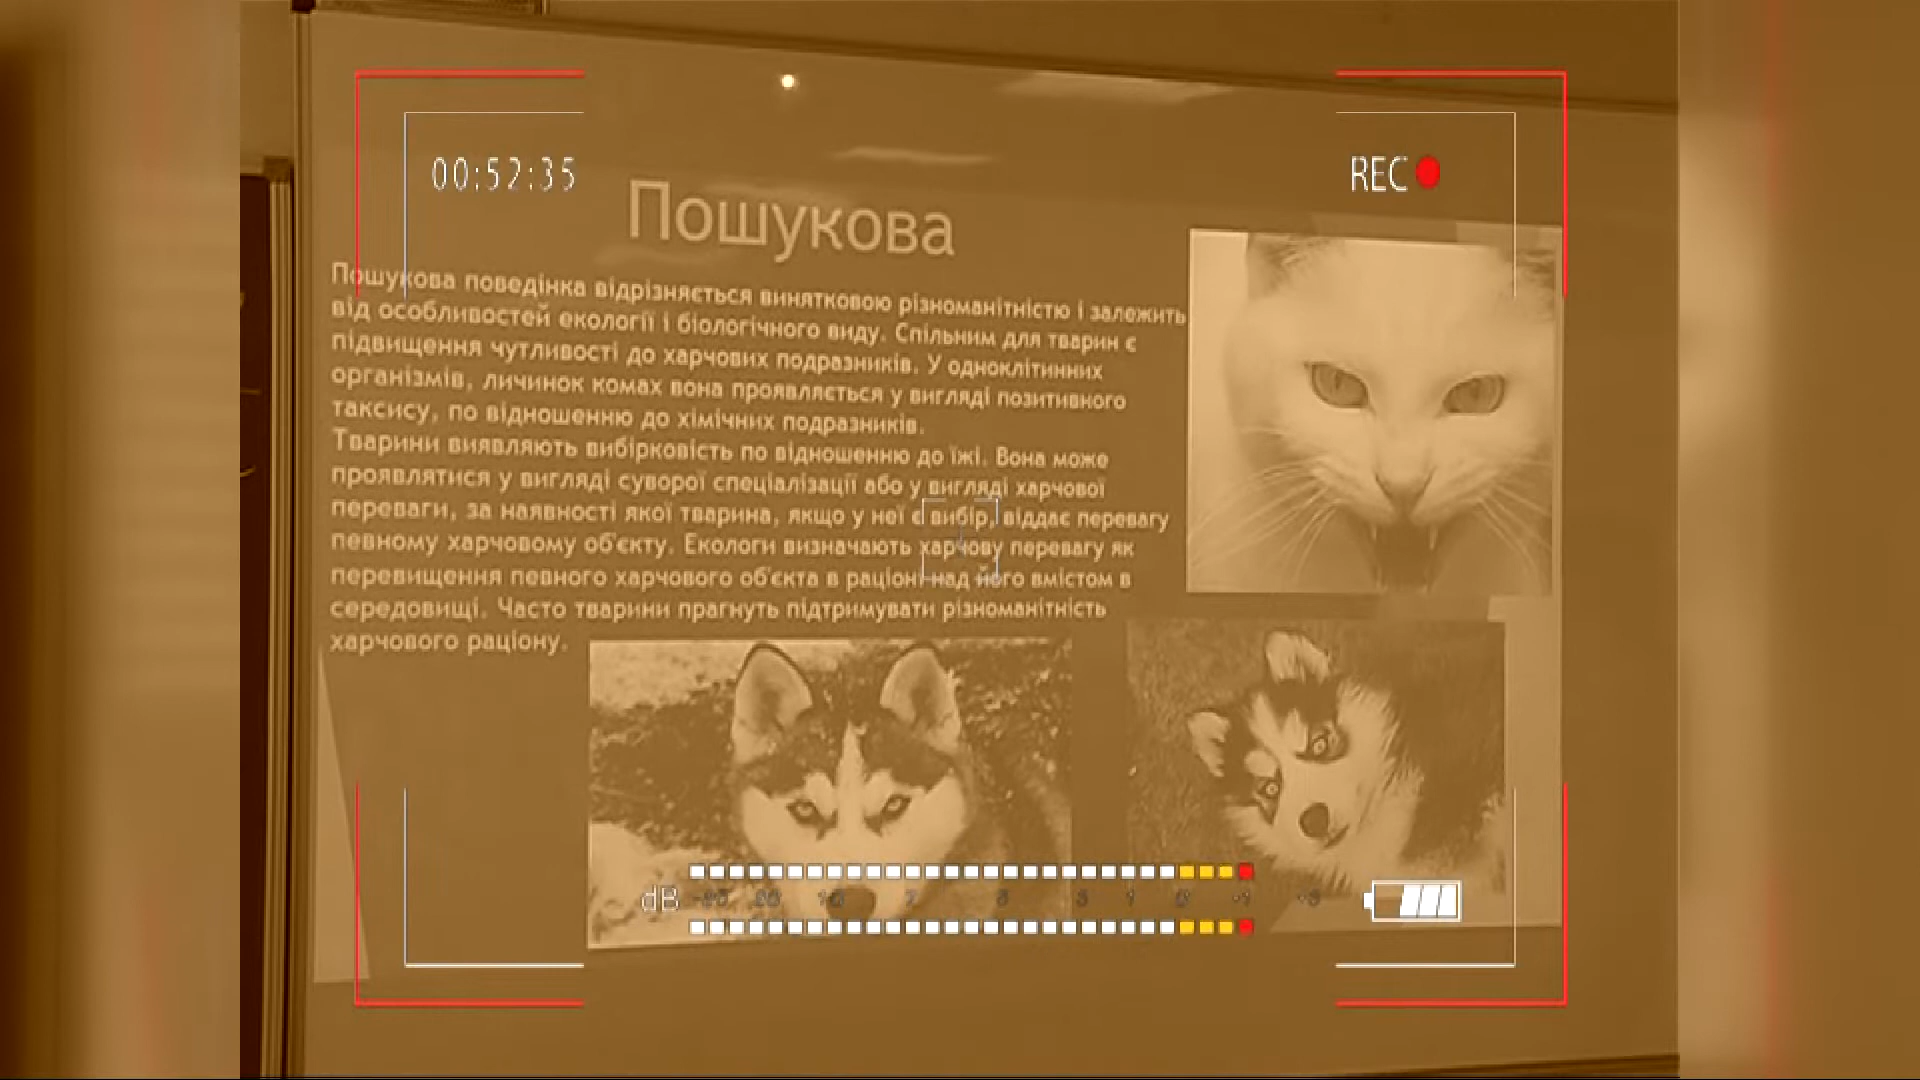 00:52:35
REC
Пошукова
Пошукова поведінка відрізняється винятковою різноманітністю і залежить
від особливостей екології і біологічного виду. Спільним для тварин є
підвищення чутливості до харчових подразників. У одноклітинних
організмів, личинок комах вона проявляється у вигляді позитивного
таксису, по відношенню до хімічних подразників.
Тварини виявляють вибірковість по відношенню до їжі. Вона може
проявлятися у вигляді суворої спеціалізації або у вигляді харчової
переваги, за наявності якої тварина, якщо у неї є вибір, віддає перевагу
певному харчовому об'єкту. Екологи визначають харчову перевагу як
перевищення певного харчового об'єкта в раціоні над його вмістом в
середовищі. Часто тварини прагнуть підтримувати різноманітність
харчового раціону.
dB